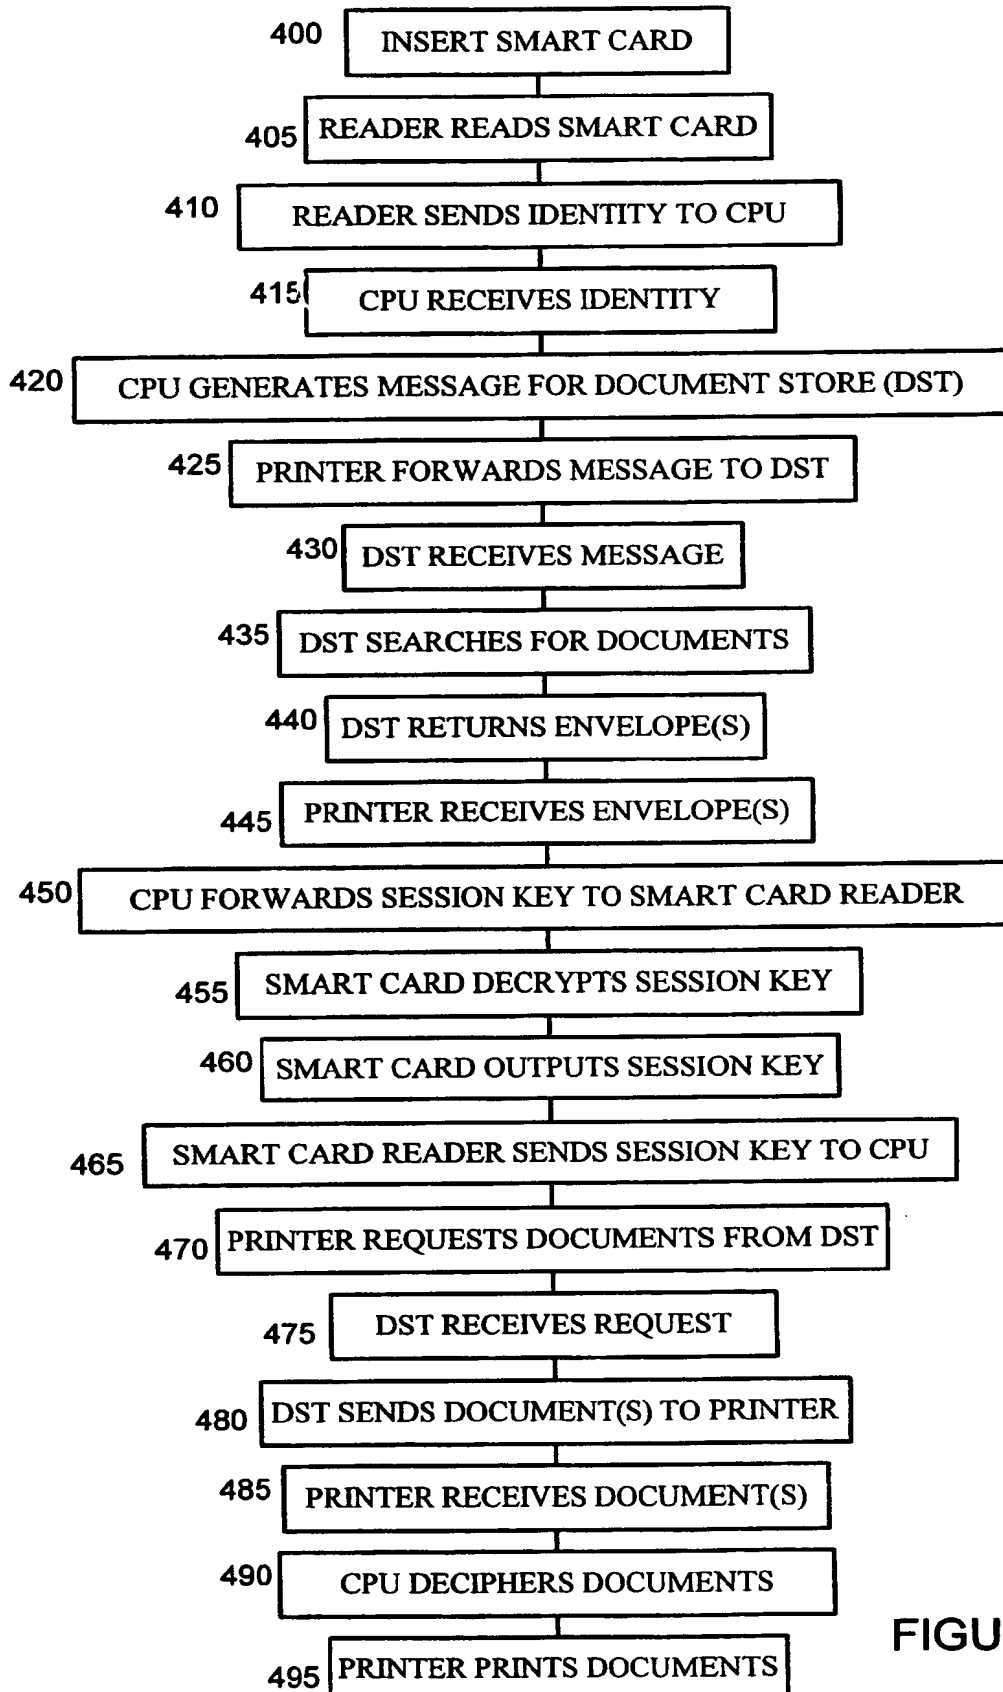 400 INSERT SMART CARD
405 READER READS SMART CARD
410 READER SENDS IDENTITY TO CPU
415 CPU RECEIVES IDENTITY
420 CPU GENERATES MESSAGE FOR DOCUMENT STORE (DST)
425 PRINTER FORWARDS MESSAGE TO DST
430 DST RECEIVES MESSAGE
435 DST SEARCHES FOR DOCUMENTS
440 DST RETURNS ENVELOPE(S)
445 PRINTER RECEIVES ENVELOPE(S)
450 CPU FORWARDS SESSION KEY TO SMART CARD READER
455 SMART CARD DECRYPTS SESSION KEY
460 SMART CARD OUTPUTS SESSION KEY
465 SMART CARD READER SENDS SESSION KEY TO CPU
470 PRINTER REQUESTS DOCUMENTS FROM DST
475 DST RECEIVES REQUEST
480 DST SENDS DOCUMENT(S) TO PRINTER
485 PRINTER RECEIVES DOCUMENT(S)
490 CPU DECIPHERS DOCUMENTS
495 PRINTER PRINTS DOCUMENTS
FIGU